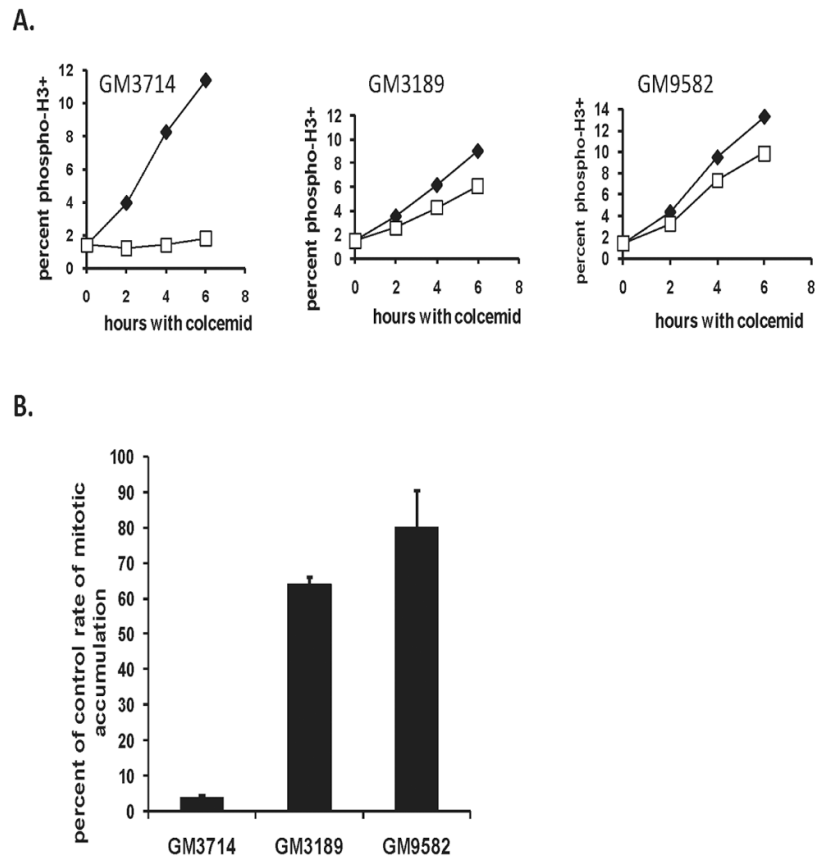 A.
GM3714
percent phospho-H3+
12
10
8
6
4
2
0
0 2 4 6 8
hours with colcemid
GM3189
percent phospho-H3+
12
10
8
6
4
2
0
0 2 4 6 8
hours with colcemid
GM9582
percent phospho-H3+
14
12
10
8
6
4
2
0
0 2 4 6 8
hours with colcemid
B.
percent of control rate of mitotic
accumulation
100
90
80
70
60
50
40
30
20
10
0
GM3714 GM3189 GM9582